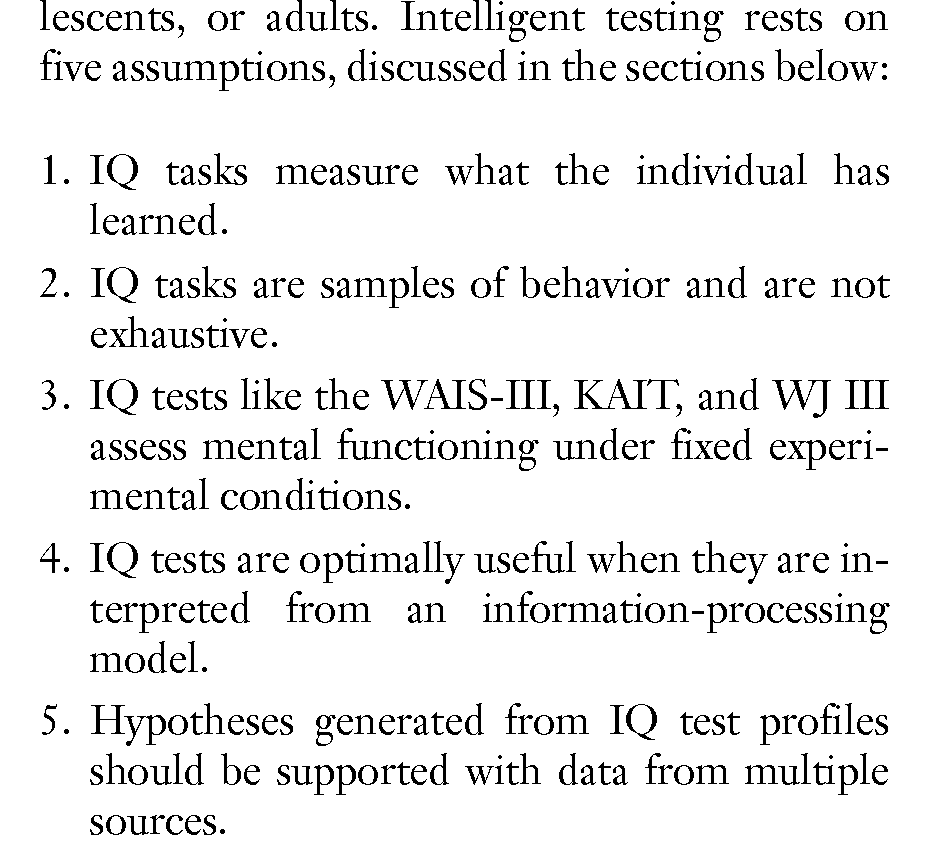 lescents, or adults. Intelligent testing rests on
five assumptions, discussed in the sections below:
1. IQ tasks measure what the individual has
learned.
2. IQ tasks are samples of behavior and are not
exhaustive.
3. IQ tests like the WAIS-III, KAIT, and WJ III
assess mental functioning under fixed experi-
mental conditions.
4. IQ tests are optimally useful when they are in-
terpreted from an information-processing
model.
5. Hypotheses generated from IQ test profiles
should be supported with data from multiple
sources.